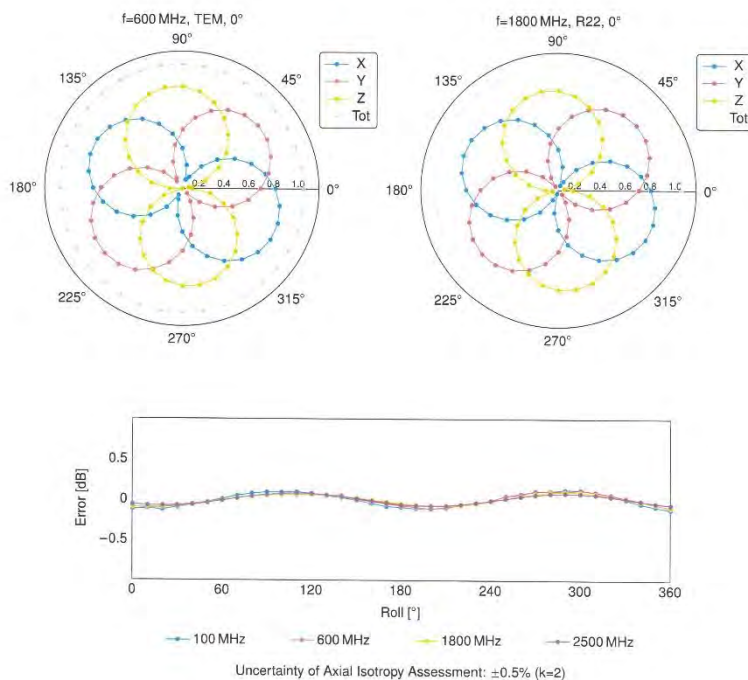 f=600 MHz, TEM, 0°
90°
135°
45°
180°
0.2 0.4 0.6 0.8 1.0
0°
225°
315°
270°
X
Y
Z
Tot
f=1800 MHz, R22, 0°
90°
135°
45°
180°
0.2 0.4 0.6 0.8 1.0
0°
225°
315°
270°
X
Y
Z
Tot
Error [dB]
0.5
0
−0.5
0 60 120 180 240 300 360
Roll [°]
100 MHz 600 MHz 1800 MHz 2500 MHz
Uncertainty of Axial Isotropy Assessment: ±0.5% (k=2)